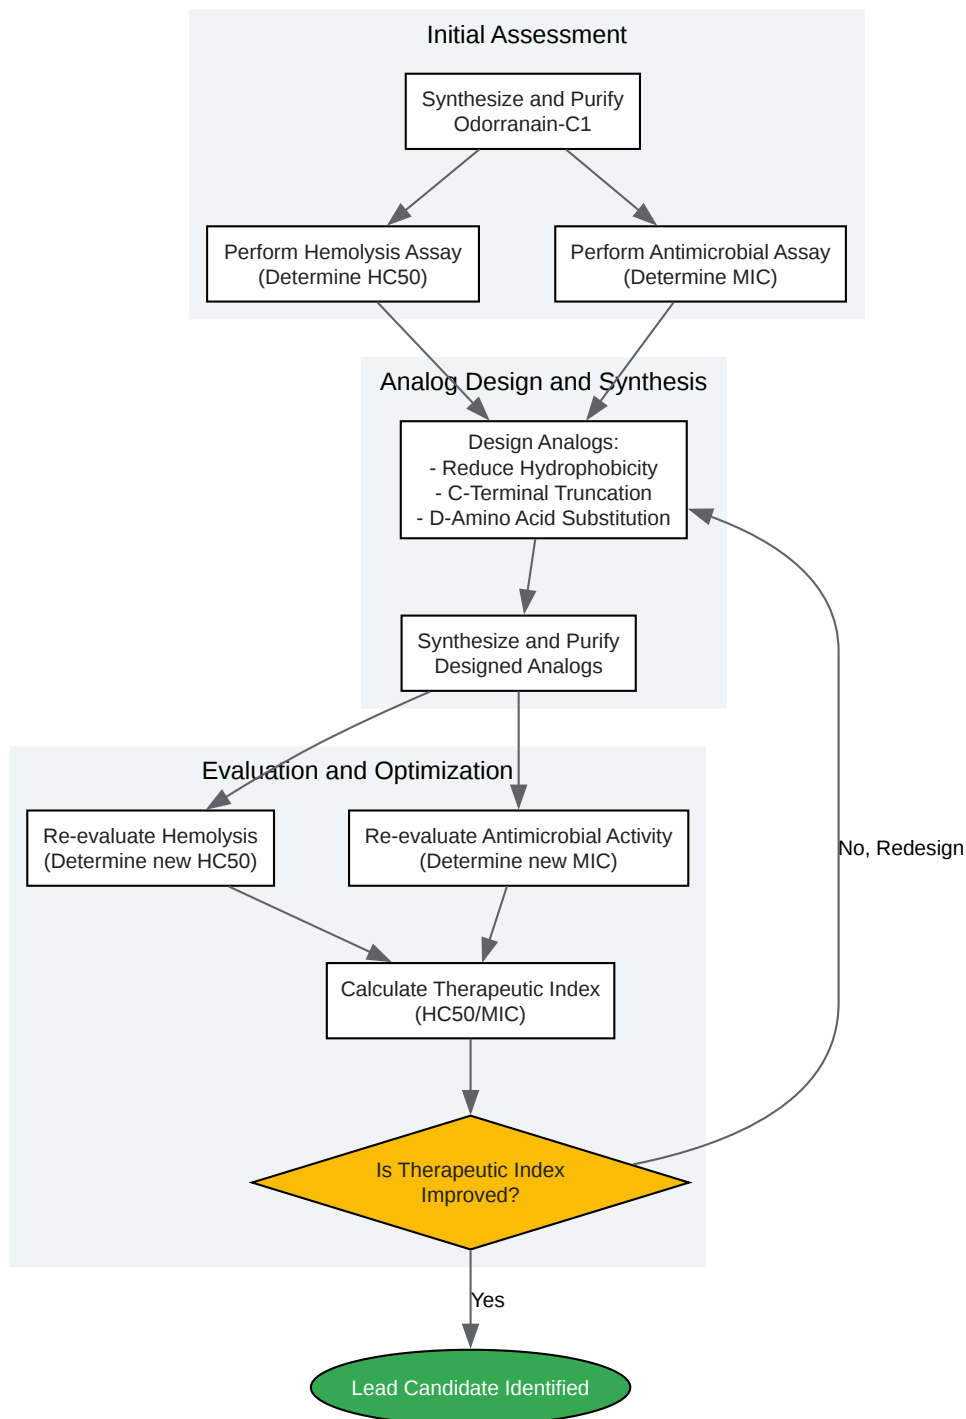 Initial Assessment
Synthesize and Purify
Odorranain-C1
Perform Hemolysis Assay
(Determine HC50)
Perform Antimicrobial Assay
(Determine MIC)
Analog Design and Synthesis
Design Analogs:
- Reduce Hydrophobicity
- C-Terminal Truncation
- D-Amino Acid Substitution
Synthesize and Purify
Designed Analogs
Evaluation and Optimization
Re-evaluate Hemolysis
(Determine new HC50)
Re-evaluate Antimicrobial Activity
(Determine new MIC)
No, Redesign
Calculate Therapeutic Index
(HC50/MIC)
Is Therapeutic Index
Improved?
Yes
Lead Candidate Identified